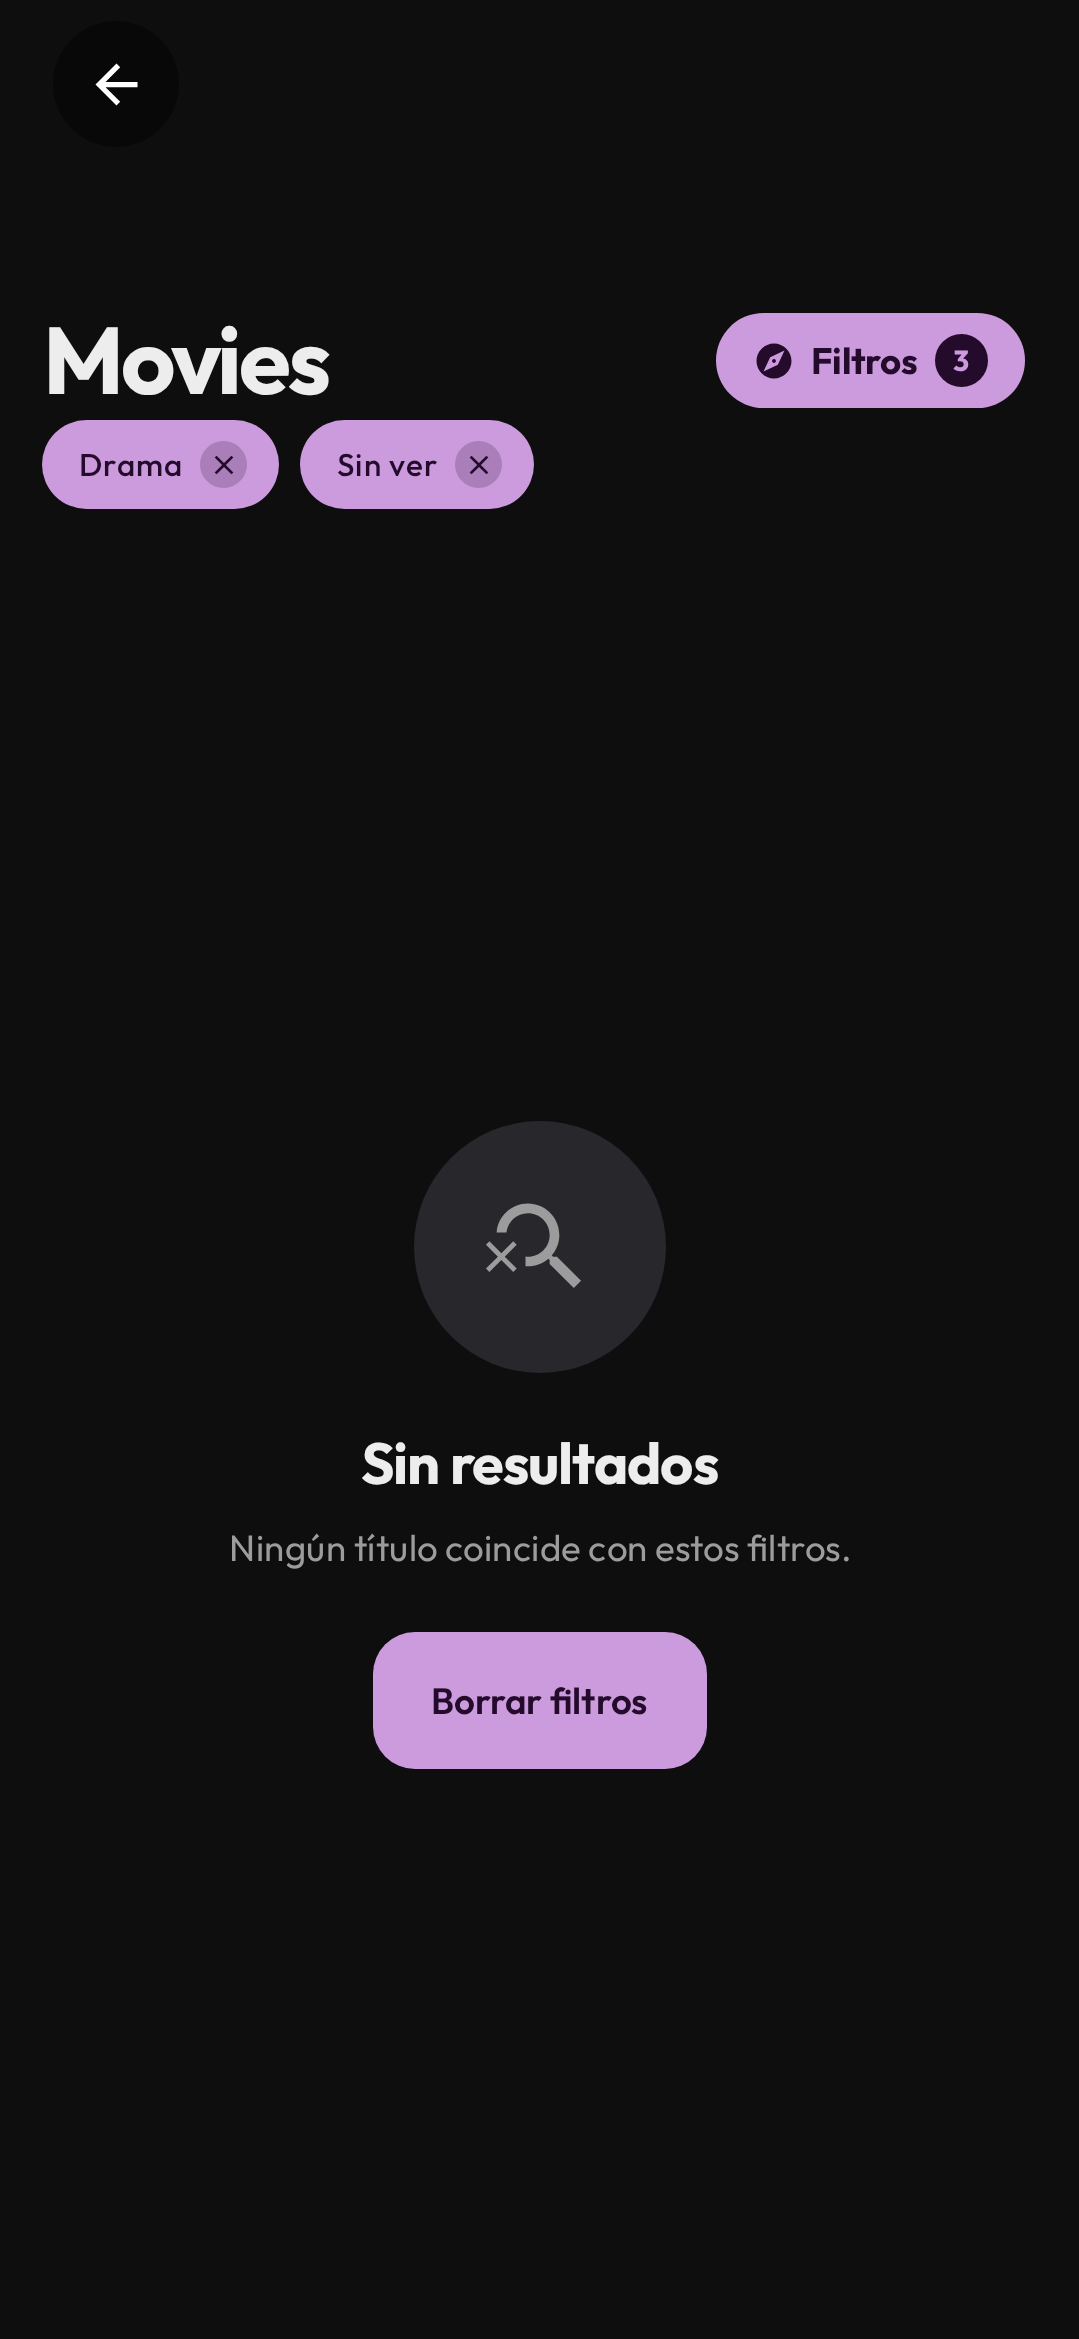 Movies
Filtros 3
Drama
Sin ver
Sin resultados
Ningún título coincide con estos filtros.
Borrar filtros